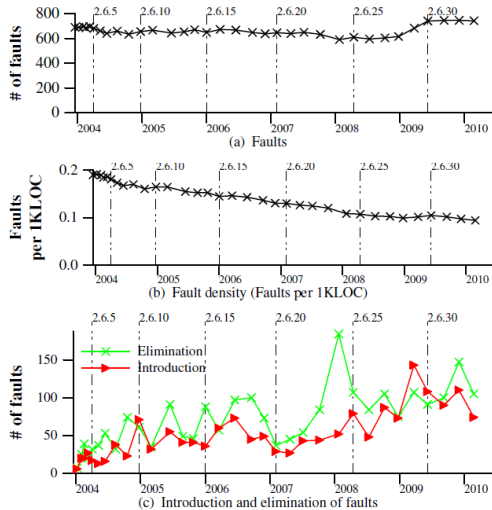 2.6.5 2.6.10 2.6.15 2.6.20 2.6.25 2.6.30
800
600
400
200
0
# of faults
2004 2005 2006 2007 2008 2009 2010
(a) Faults
2.6.5 2.6.10 2.6.15 2.6.20 2.6.25 2.6.30
0.2
0.1
0.0
Faults
per 1KLOC
2004 2005 2006 2007 2008 2009 2010
(b) Fault density (Faults per 1KLOC)
2.6.5 2.6.10 2.6.15 2.6.20 2.6.25 2.6.30
Elimination
Introduction
150
100
50
0
# of faults
2004 2005 2006 2007 2008 2009 2010
(c) Introduction and elimination of faults